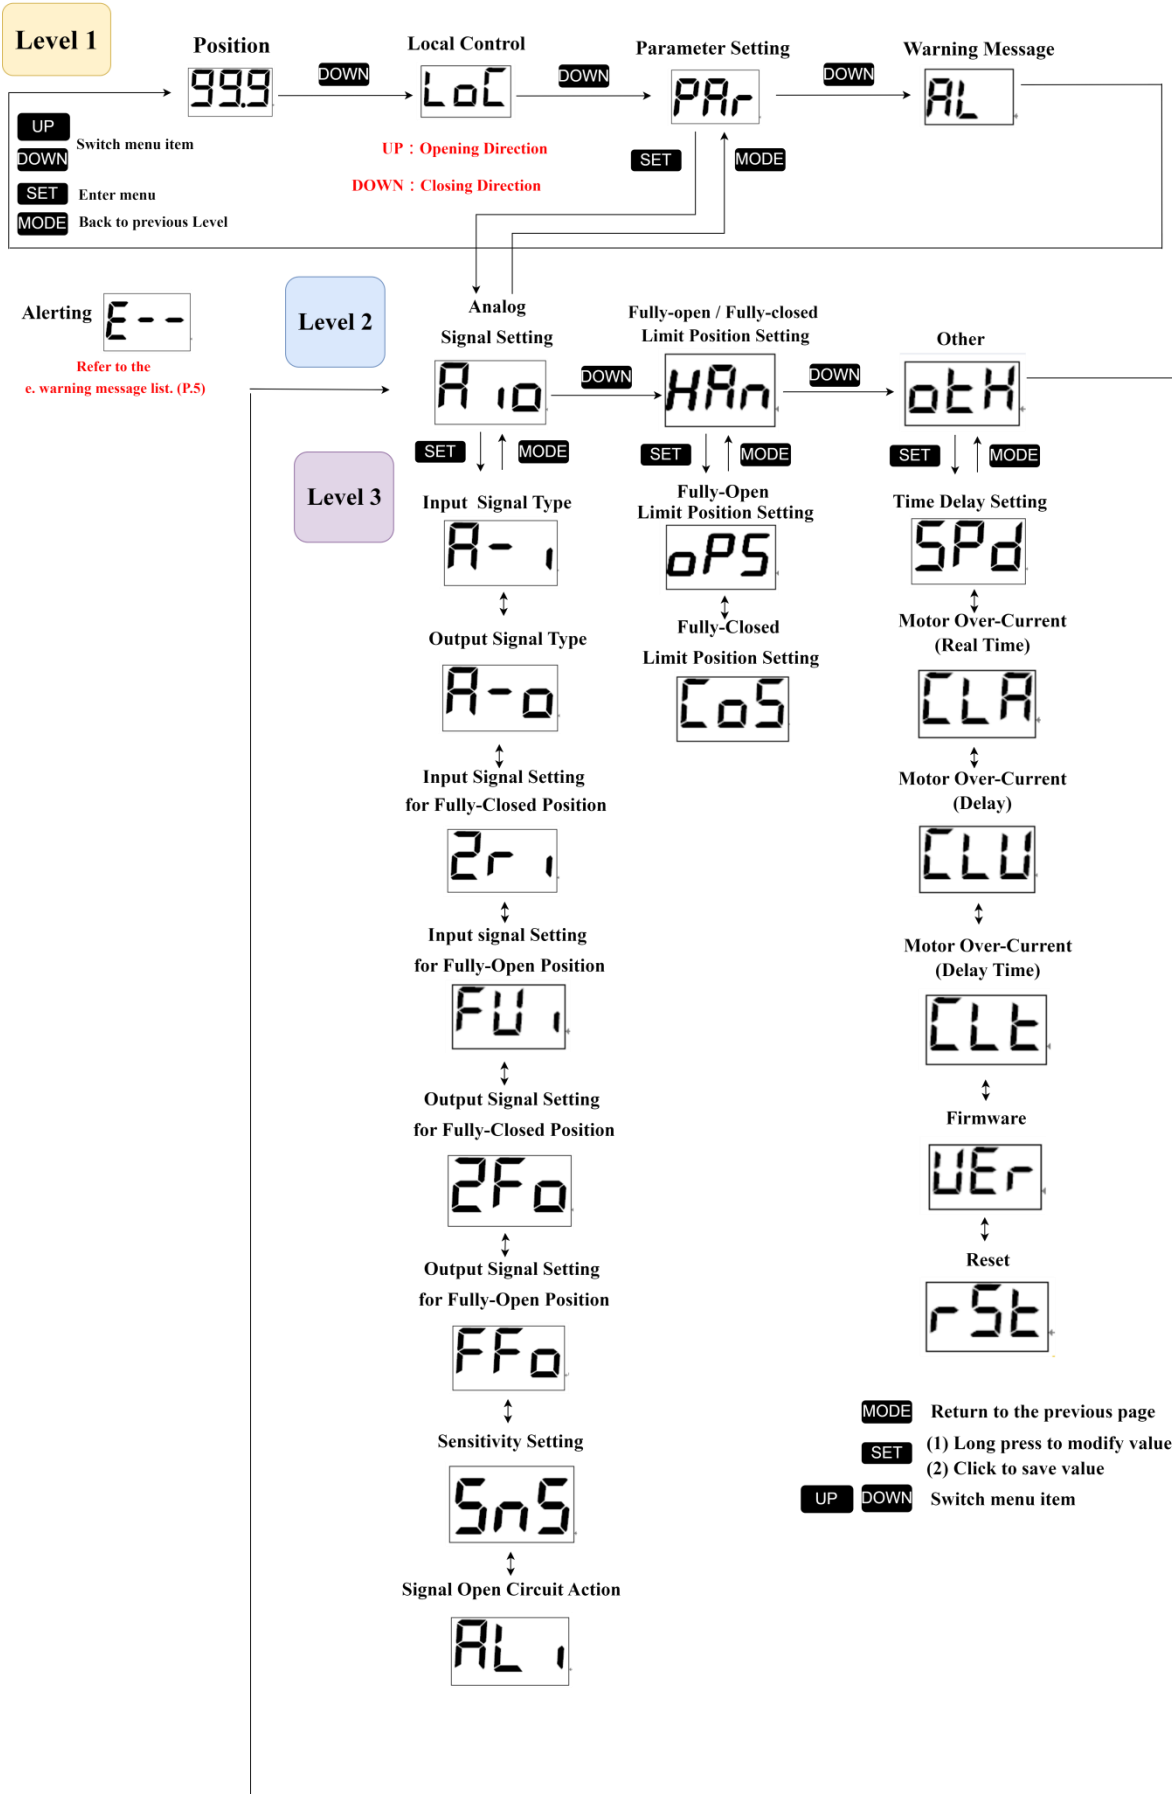 Level 1
Position
Local Control
Parameter Setting
Warning Message
99.9
DOWN
LoC
DOWN
PAr
DOWN
AL
UP
DOWN
Switch menu item
SET
Enter menu
MODE
Back to previous Level
UP : Opening Direction
DOWN : Closing Direction
SET
MODE
Alerting
E--
Refer to the
e. warning message list. (P.5)
Level 2
Analog
Signal Setting
A io
DOWN
Fully-open / Fully-closed
Limit Position Setting
HAn
DOWN
Other
otH
SET
MODE
SET
MODE
SET
MODE
Level 3
Input Signal Type
A-i
Output Signal Type
A-o
Input Signal Setting
for Fully-Closed Position
2ri
Input signal Setting
for Fully-Open Position
FUi
Output Signal Setting
for Fully-Closed Position
2Fo
Output Signal Setting
for Fully-Open Position
FFo
Sensitivity Setting
SnS
Signal Open Circuit Action
ALi
Fully-Open
Limit Position Setting
oPS
Fully-Closed
Limit Position Setting
CoS
Time Delay Setting
SPd
Motor Over-Current
(Real Time)
CLA
Motor Over-Current
(Delay)
CLU
Motor Over-Current
(Delay Time)
CLt
Firmware
UEr
Reset
rSt
MODE
Return to the previous page
SET
(1) Long press to modify value
(2) Click to save value
UP
DOWN
Switch menu item